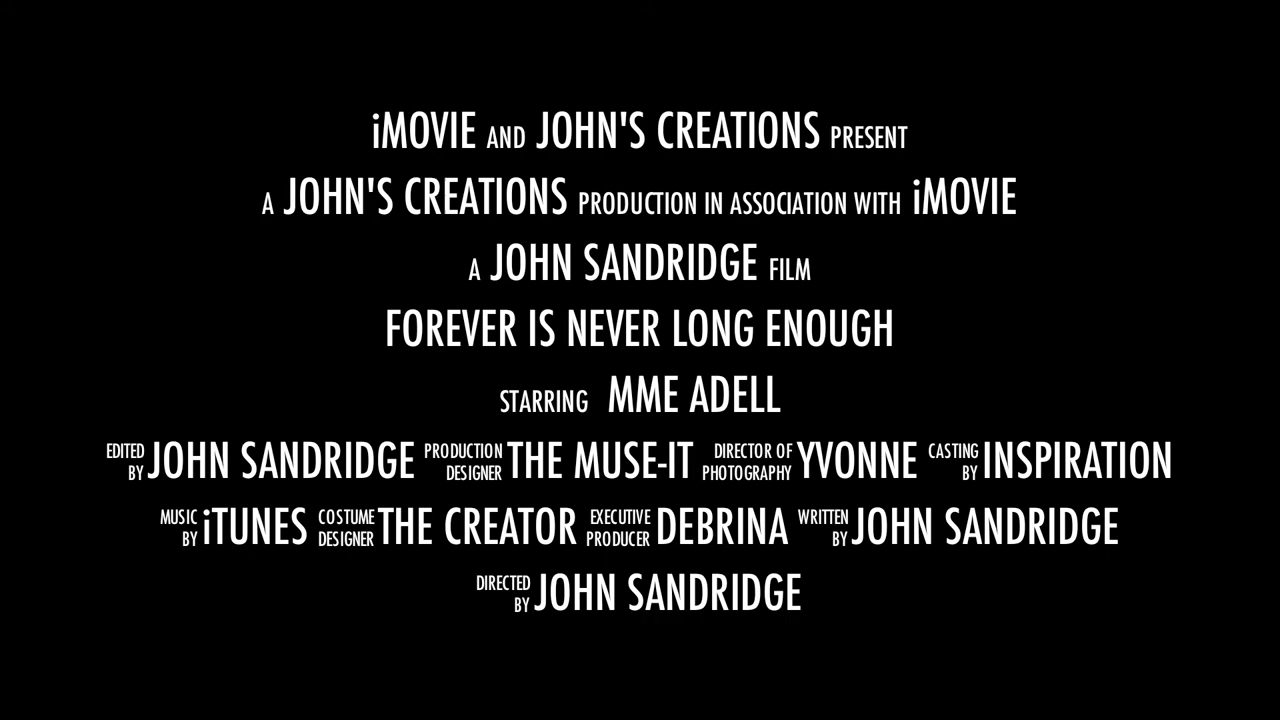 iMOVIE AND JOHN'S CREATIONS PRESENT
A JOHN'S CREATIONS PRODUCTION IN ASSOCIATION WITH iMOVIE
A JOHN SANDRIDGE FILM
FOREVER IS NEVER LONG ENOUGH
STARRING MME ADELL
EDITED BY JOHN SANDRIDGE PRODUCTION DESIGNER THE MUSE-IT DIRECTOR OF PHOTOGRAPHY YVONNE CASTING BY INSPIRATION
MUSIC BY iTUNES COSTUME DESIGNER THE CREATOR EXECUTIVE PRODUCER DEBRINA WRITTEN BY JOHN SANDRIDGE
DIRECTED BY JOHN SANDRIDGE